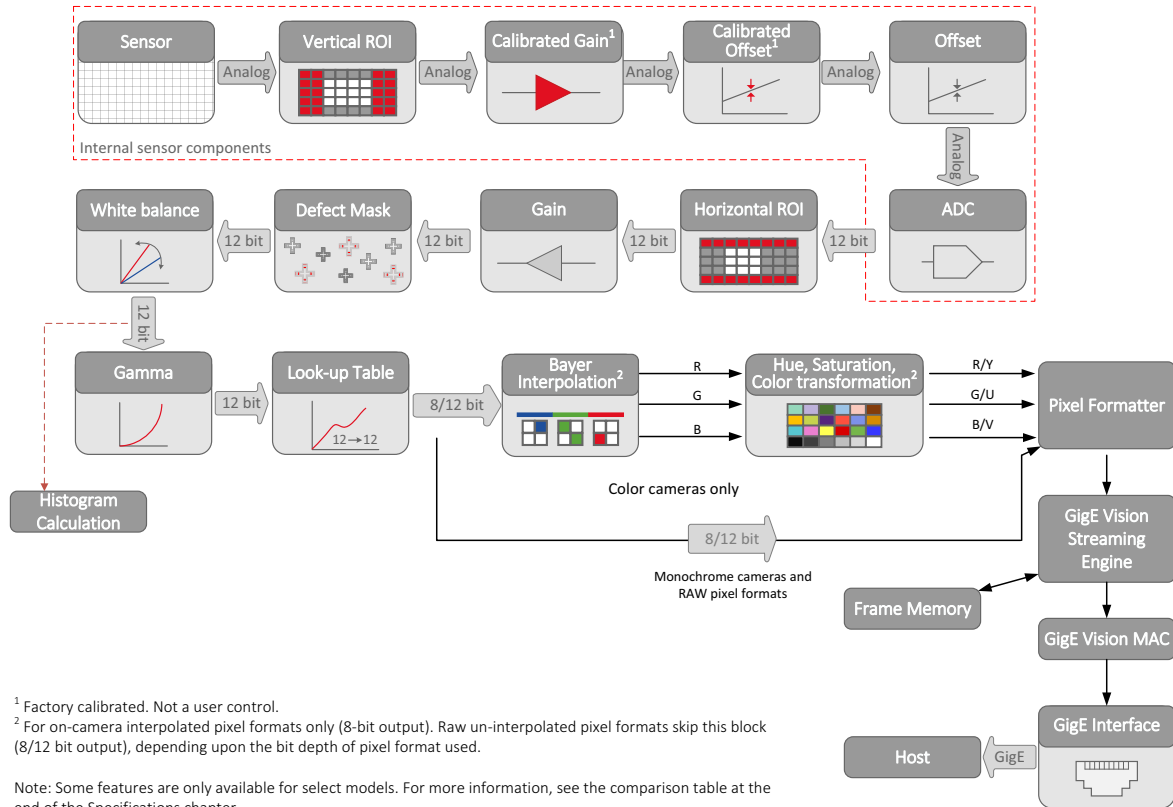 Sensor
Analog
Vertical ROI
Analog
Calibrated Gain1
Analog
Calibrated
Offset1
Analog
Offset
Internal sensor components
Analog
White balance
12 bit
Defect Mask
12 bit
Gain
12 bit
Horizontal ROI
12 bit
ADC
12 bit
Gamma
12 bit
Look-up Table
12→12
8/12 bit
Bayer
Interpolation2
R
G
B
Hue, Saturation,
Color transformation2
R/Y
G/U
B/V
Pixel Formatter
Histogram
Calculation
Color cameras only
8/12 bit
Monochrome cameras and
RAW pixel formats
GigE Vision
Streaming
Engine
Frame Memory
GigE Vision MAC
GigE Interface
GigE
Host
1 Factory calibrated. Not a user control.
2 For on-camera interpolated pixel formats only (8-bit output). Raw un-interpolated pixel formats skip this block
(8/12 bit output), depending upon the bit depth of pixel format used.
Note: Some features are only available for select models. For more information, see the comparison table at the
end of the Specifications chapter.